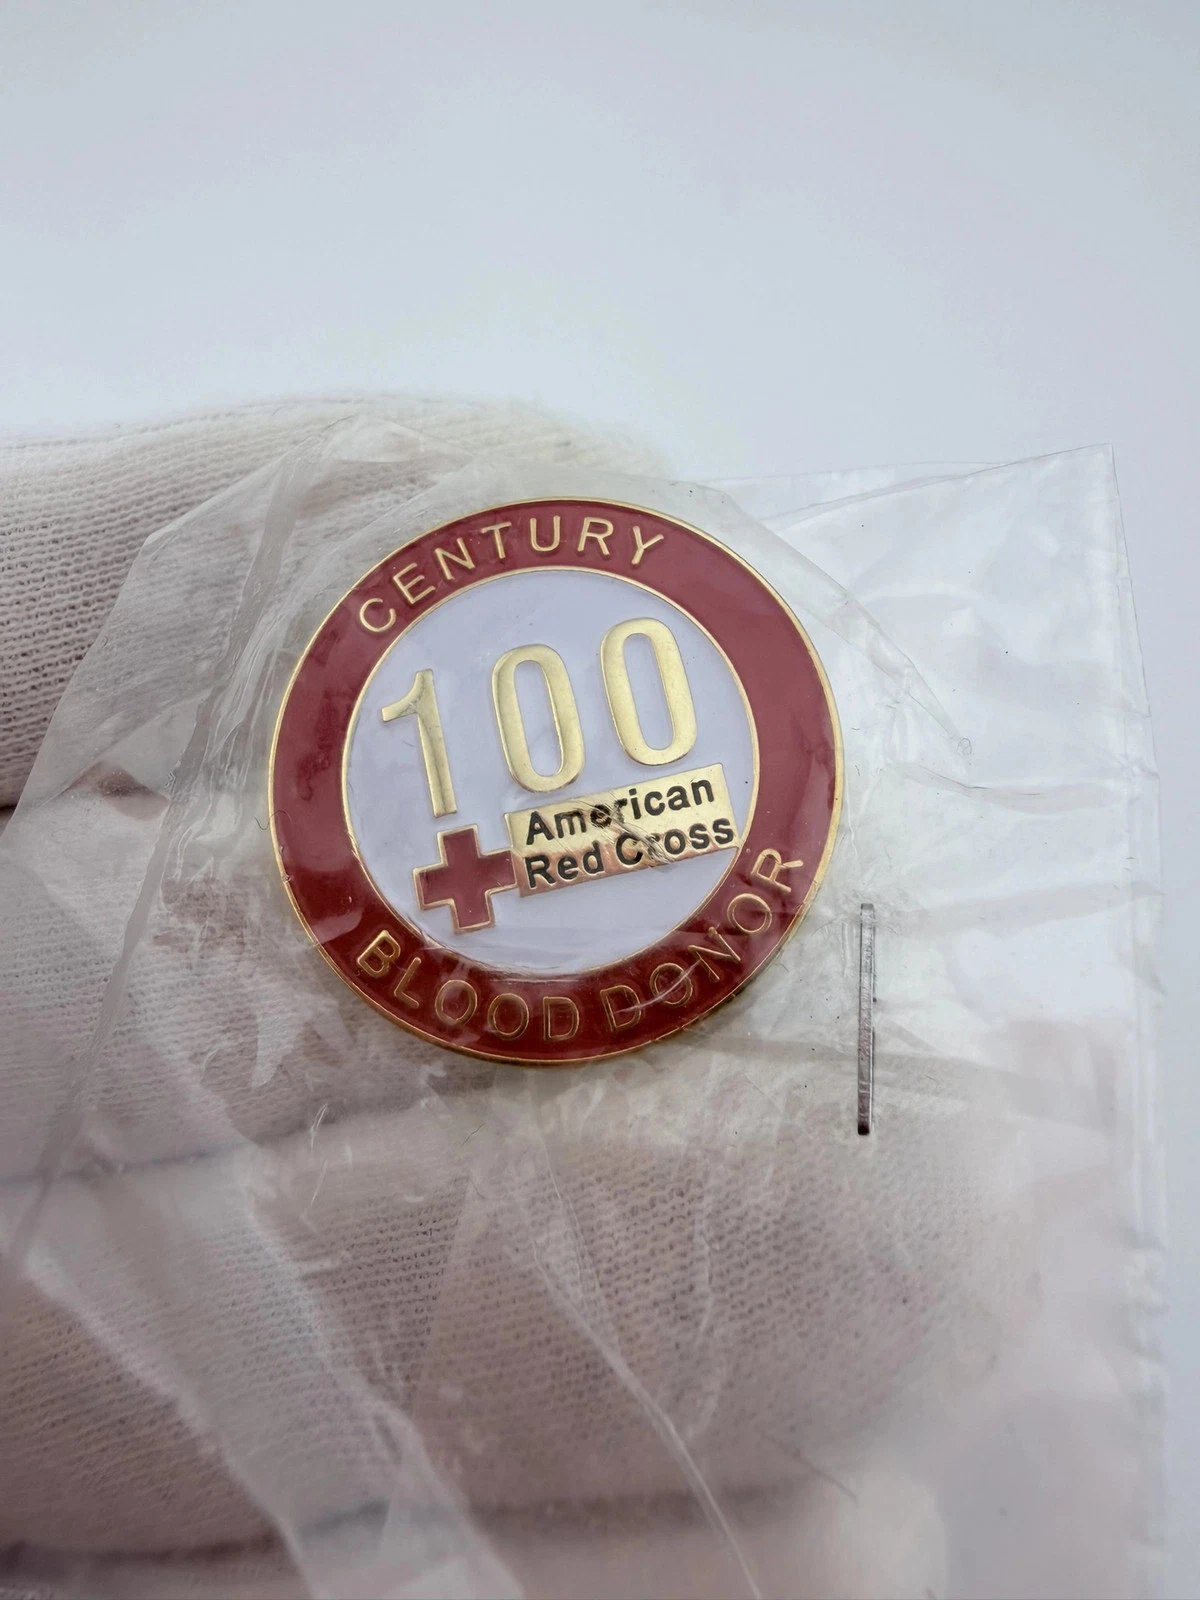 CENTURY
100
American
Red Cross
BLOOD DONOR